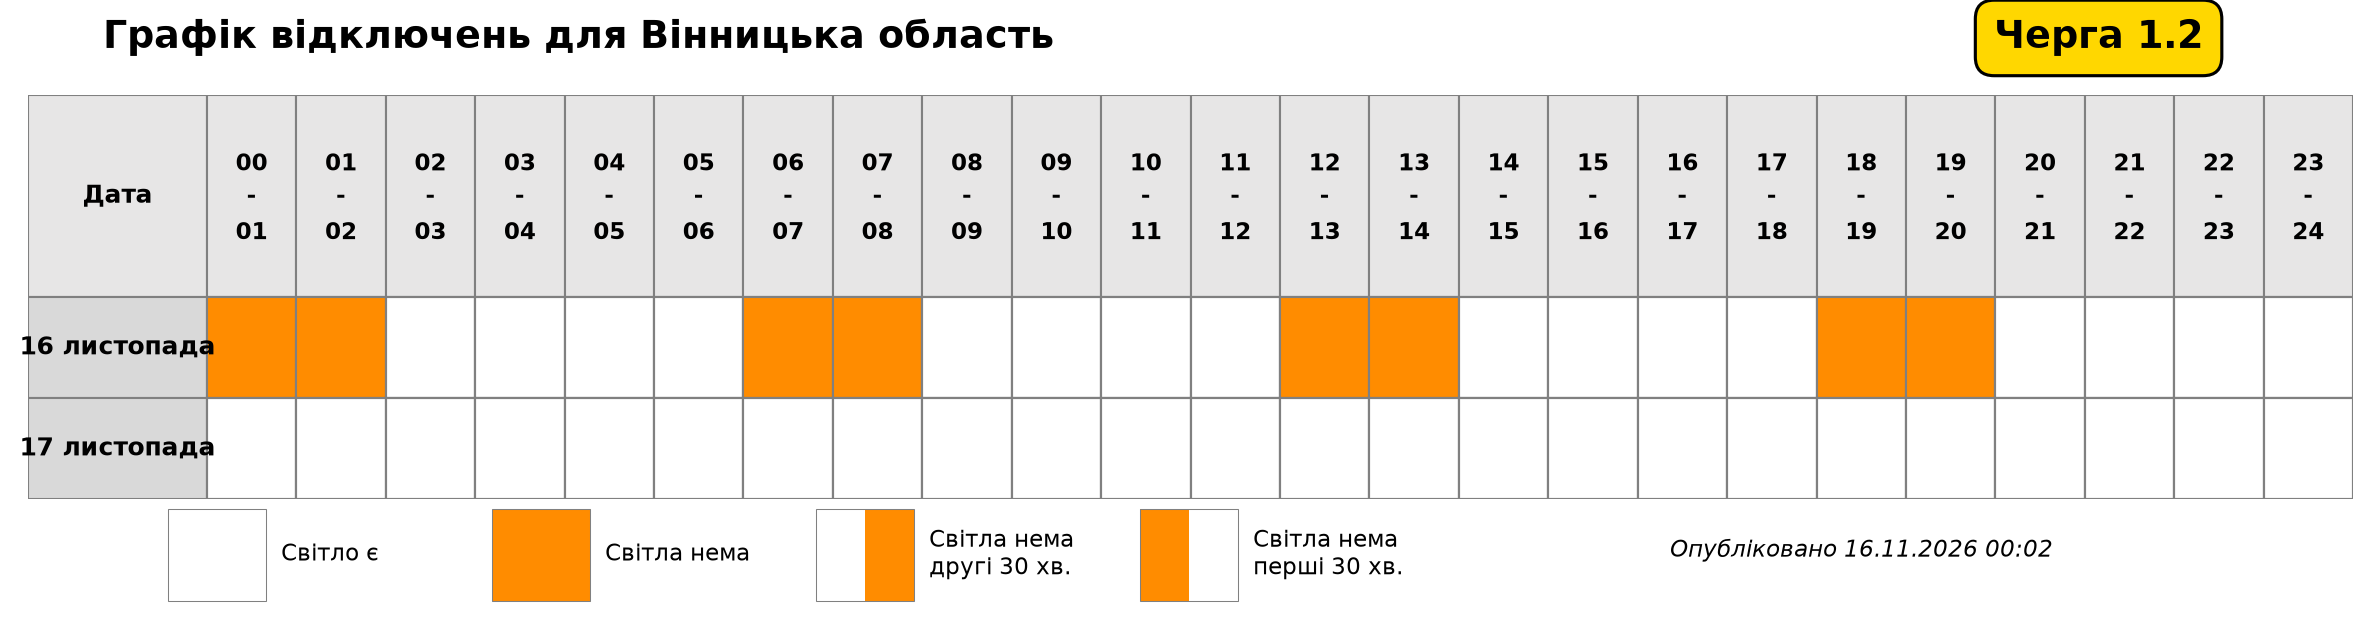 Графік відключень для Вінницька область
Черга 1.2
Дата
00 - 01
01 - 02
02 - 03
03 - 04
04 - 05
05 - 06
06 - 07
07 - 08
08 - 09
09 - 10
10 - 11
11 - 12
12 - 13
13 - 14
14 - 15
15 - 16
16 - 17
17 - 18
18 - 19
19 - 20
20 - 21
21 - 22
22 - 23
23 - 24
16 листопада
17 листопада
Світло є
Світла нема
Світла нема
другі 30 хв.
Світла нема
перші 30 хв.
Опубліковано 16.11.2026 00:02